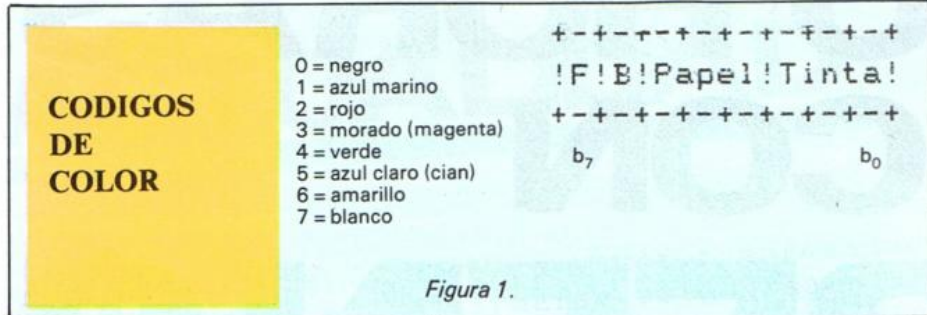 CODIGOS
DE
COLOR
0 = negro
1 = azul marino
2 = rojo
3 = morado (magenta)
4 = verde
5 = azul claro (cian)
6 = amarillo
7 = blanco
+-+-+-+-+-+-+-+-+
!F!B!Papel!Tinta!
+-+-+-+-+-+-+-+-+
b₇ b₀
Figura 1.